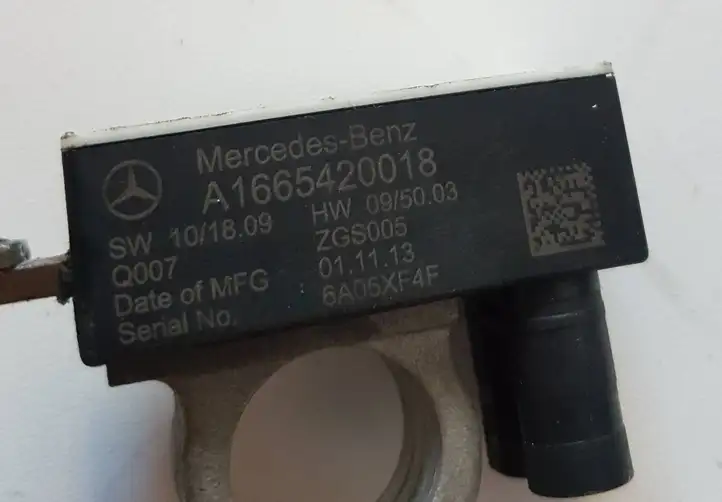 Mercedes-Benz
A1665420018
SW 10/18.09 HW 09/50.03
Q007 ZGS005
Date of MFG 01.11.13
Serial No. 6A05XF4F